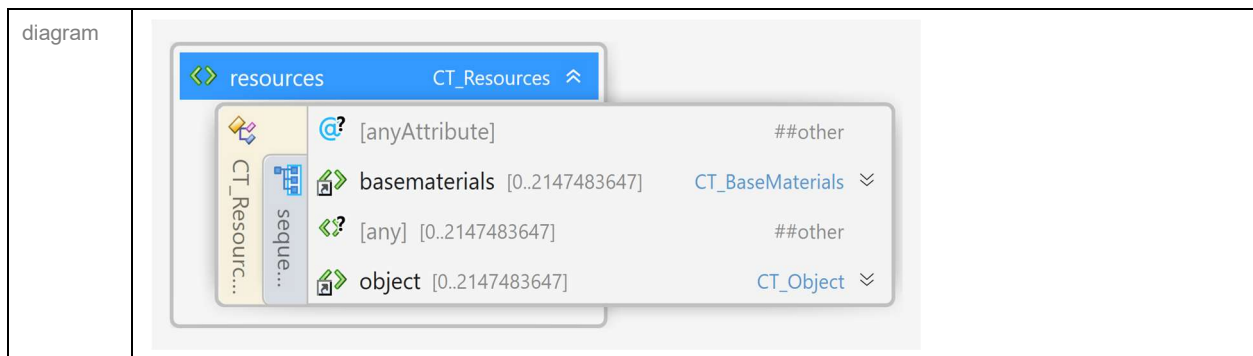 diagram
resources CT_Resources
[anyAttribute] ##other
basematerials [0..2147483647] CT_BaseMaterials
[any] [0..2147483647] ##other
object [0..2147483647] CT_Object
CT_Resourc...
seque...